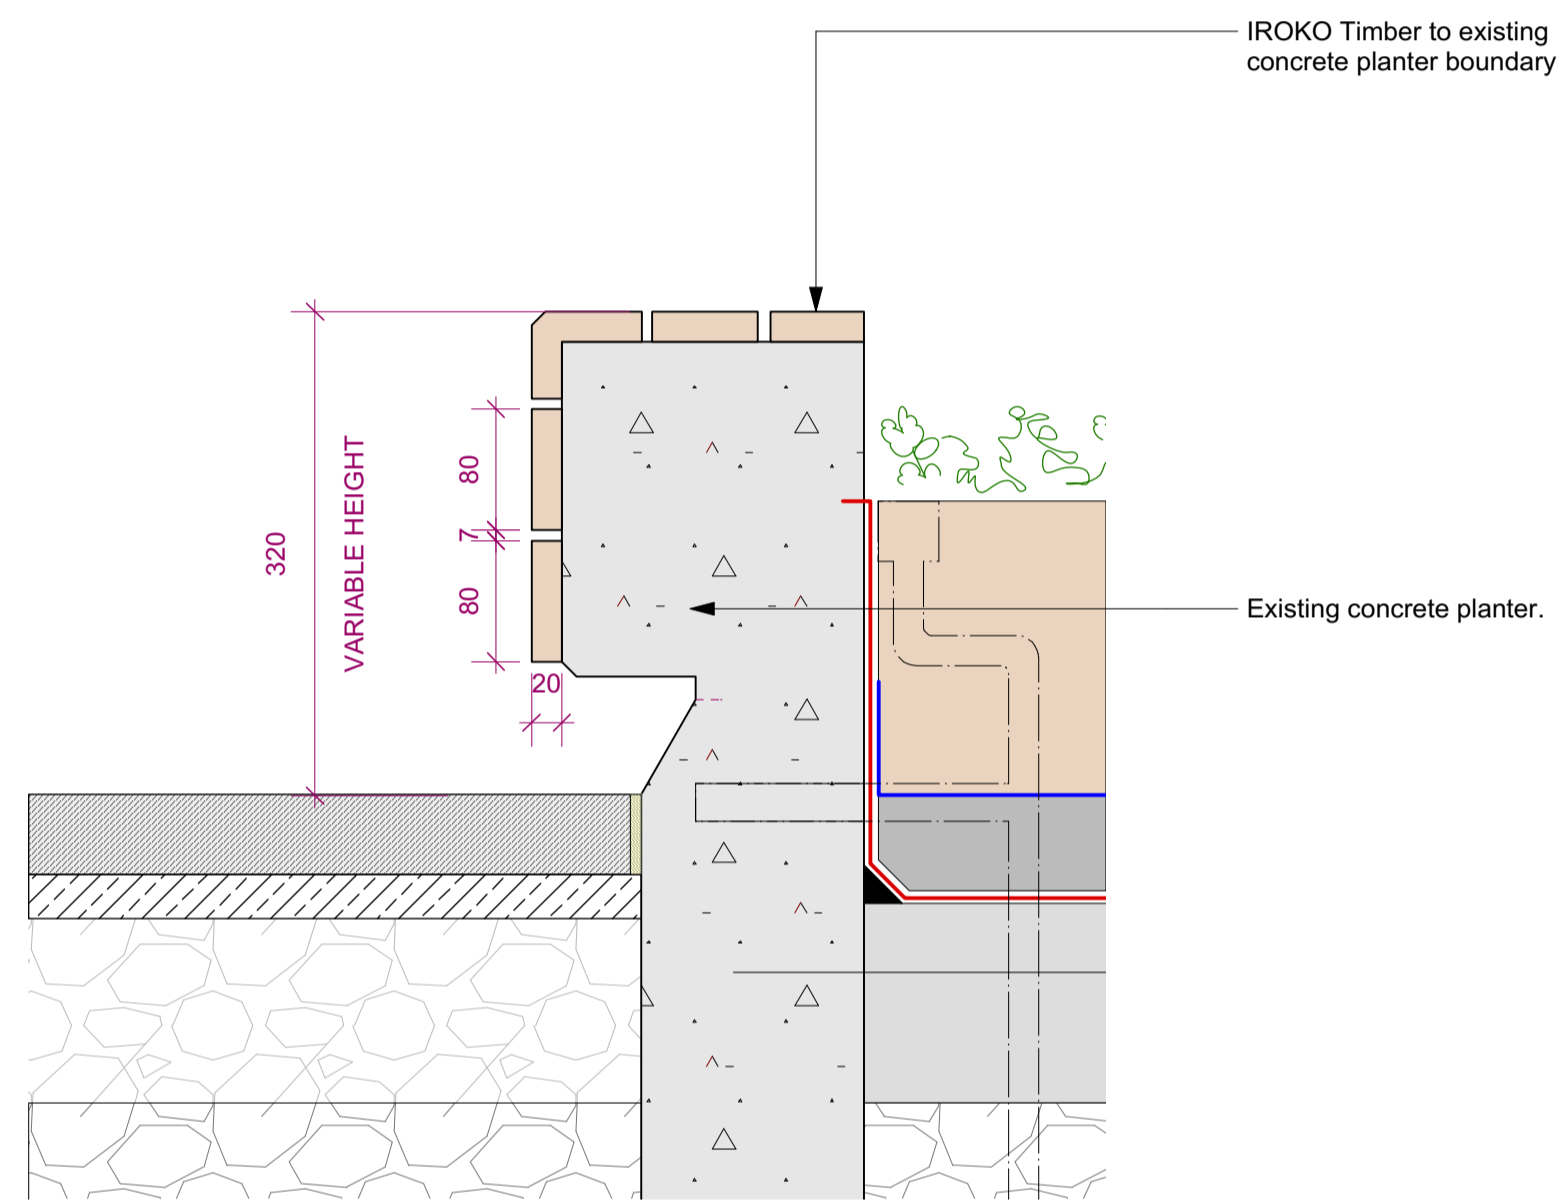 IROKO Timber to existing
concrete planter boundary
320
VARIABLE HEIGHT
80
7
80
20
Existing concrete planter.